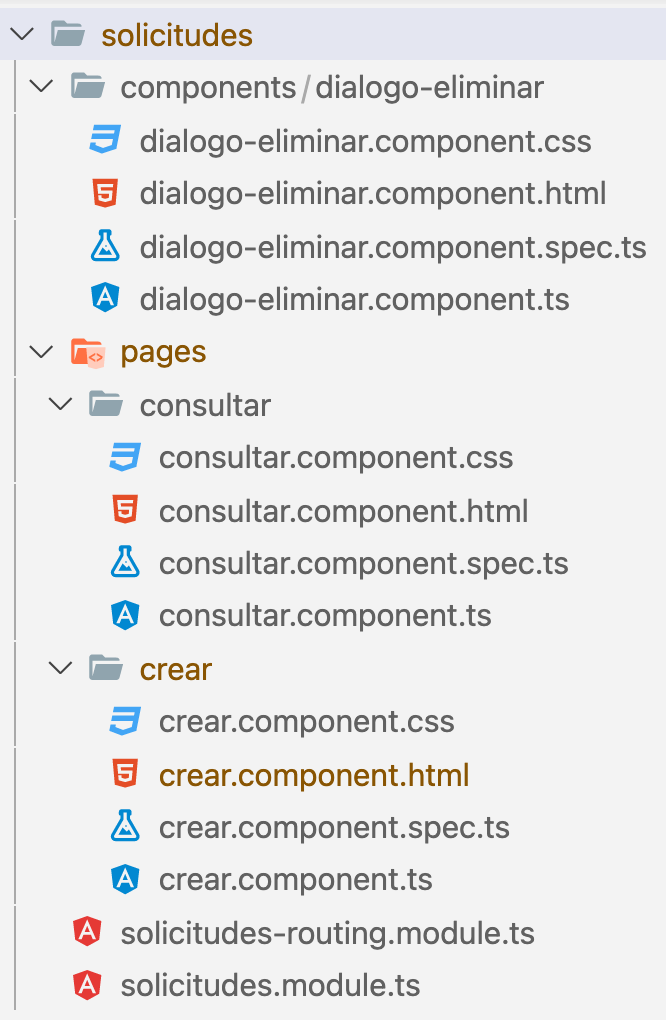 solicitudes
components/dialogo-eliminar
dialogo-eliminar.component.css
dialogo-eliminar.component.html
dialogo-eliminar.component.spec.ts
dialogo-eliminar.component.ts
pages
consultar
consultar.component.css
consultar.component.html
consultar.component.spec.ts
consultar.component.ts
crear
crear.component.css
crear.component.html
crear.component.spec.ts
crear.component.ts
solicitudes-routing.module.ts
solicitudes.module.ts